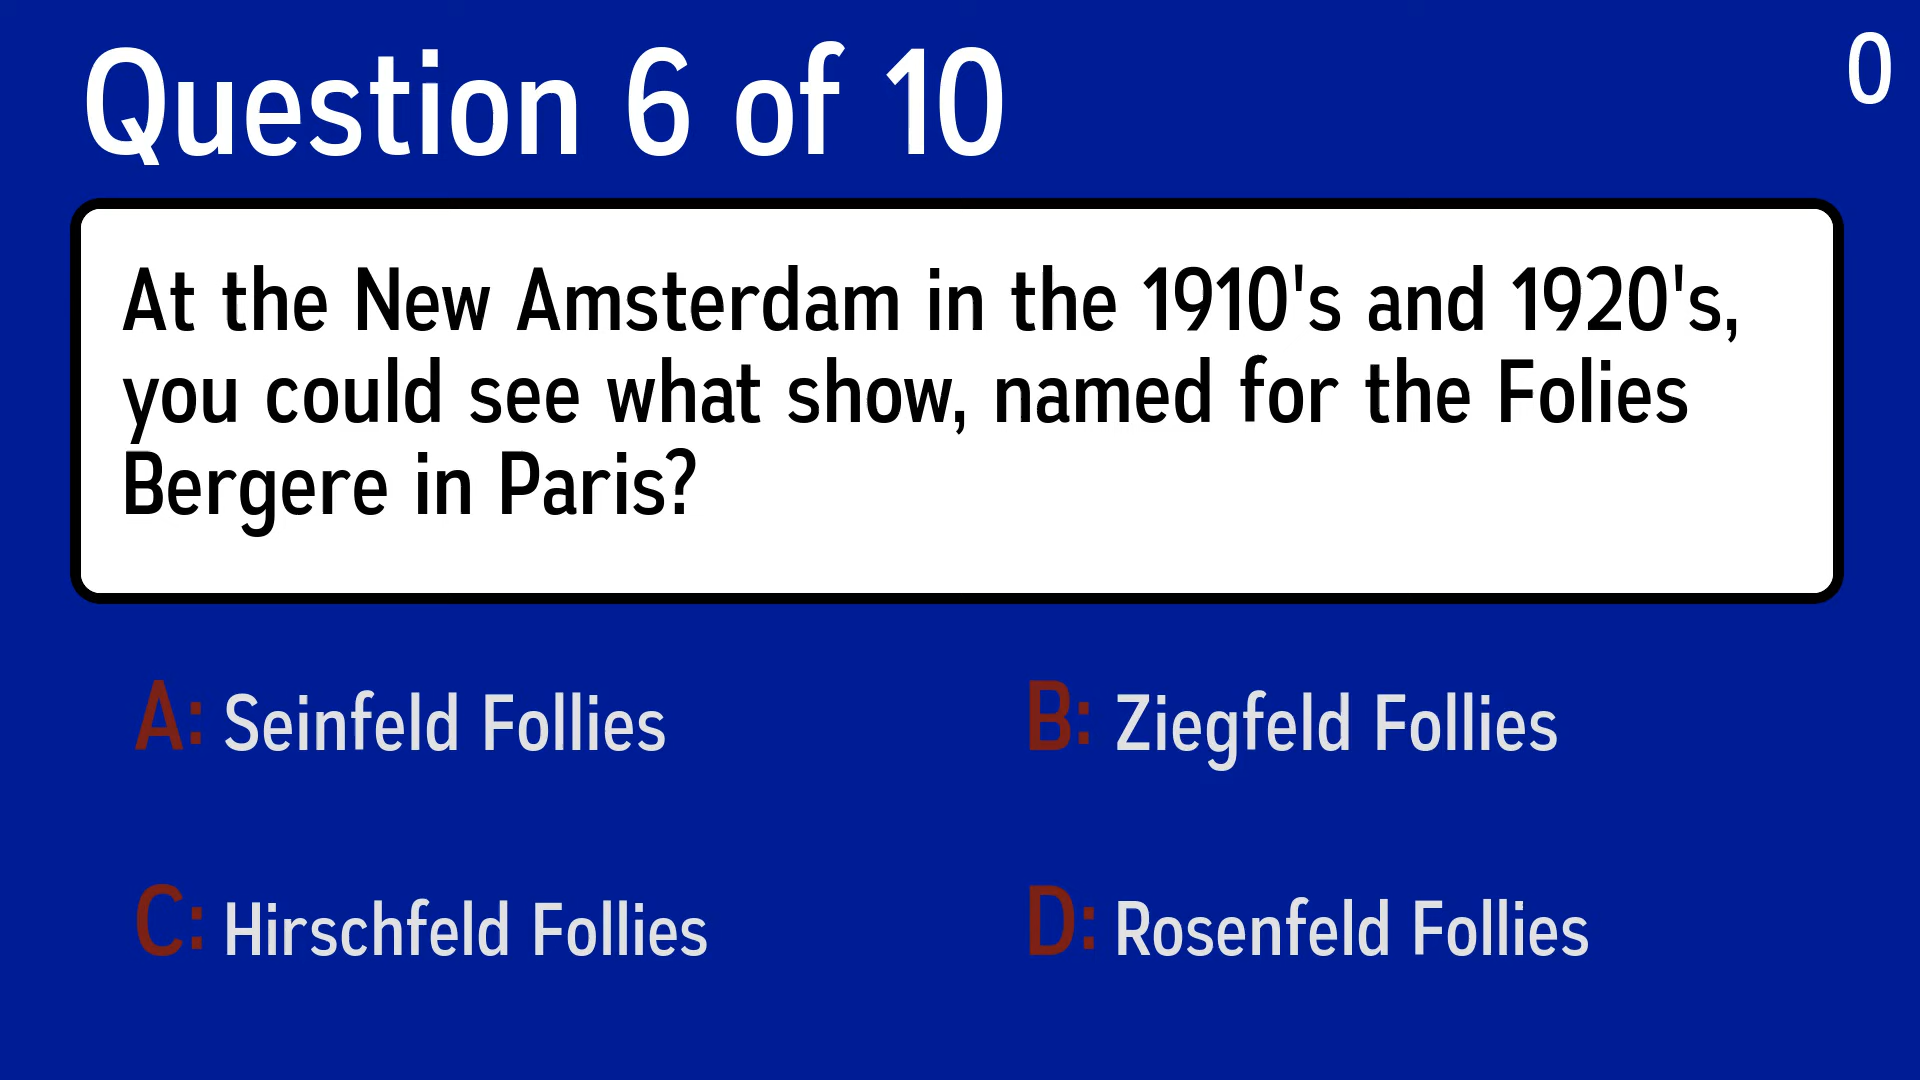 Question 6 of 10
0
At the New Amsterdam in the 1910's and 1920's,
you could see what show, named for the Folies
Bergere in Paris?
A: Seinfeld Follies
B: Ziegfeld Follies
C: Hirschfeld Follies
D: Rosenfeld Follies